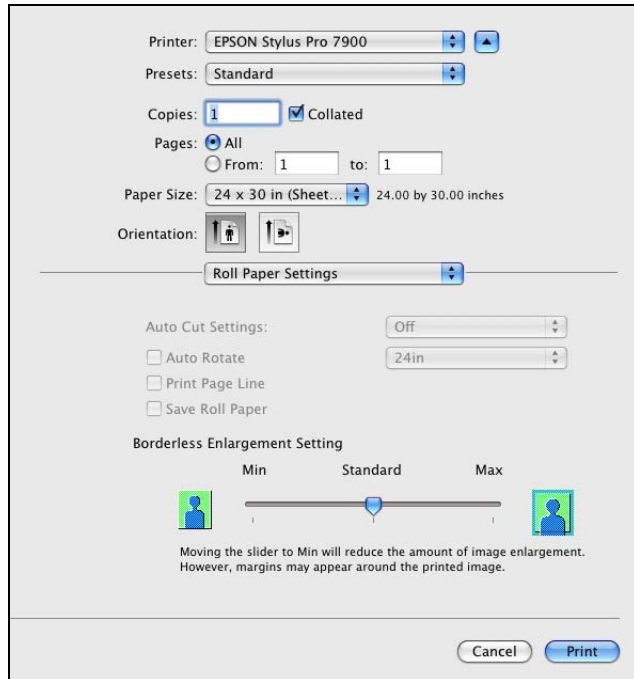 Printer: EPSON Stylus Pro 7900
Presets: Standard
Copies: 1 Collated
Pages: All
From: 1 to: 1
Paper Size: 24 x 30 in (Sheet... 24.00 by 30.00 inches
Orientation:
Roll Paper Settings
Auto Cut Settings: Off
Auto Rotate 24in
Print Page Line
Save Roll Paper
Borderless Enlargement Setting
Min Standard Max
Moving the slider to Min will reduce the amount of image enlargement.
However, margins may appear around the printed image.
Cancel Print